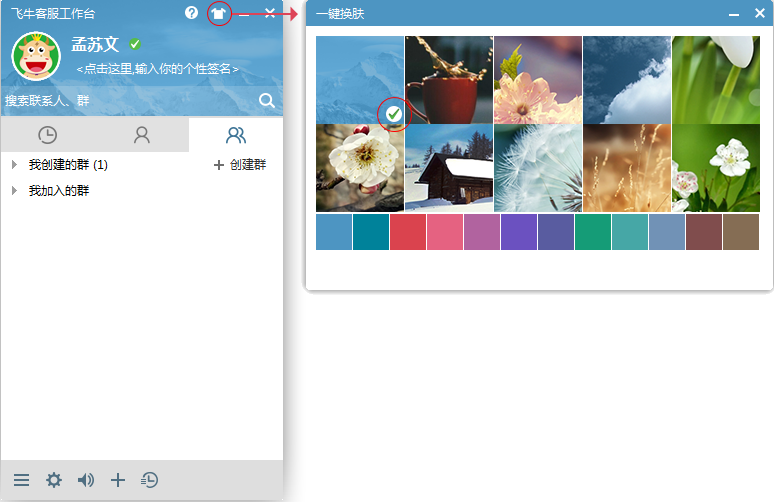 飞牛客服工作台
孟苏文
<点击这里,输入你的个性签名>
搜索联系人、群
我创建的群 (1)
创建群
我加入的群
一键换肤